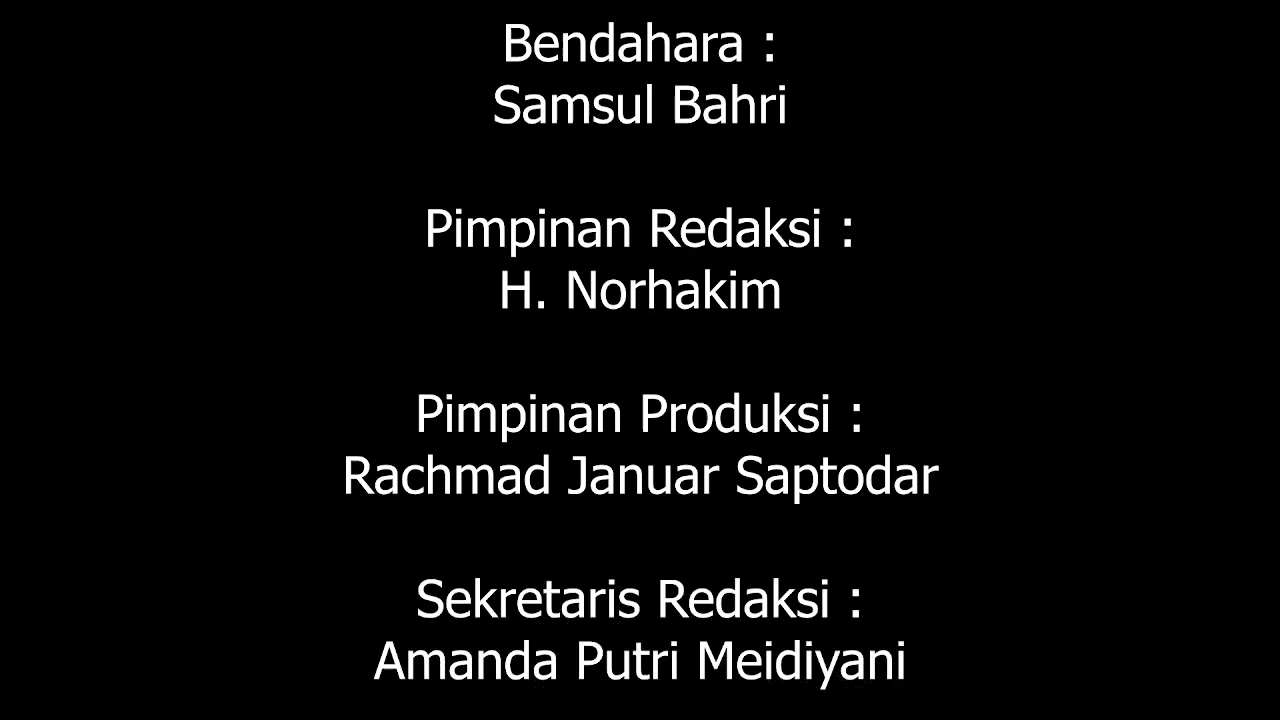 Bendahara :
Samsul Bahri
Pimpinan Redaksi :
H. Norhakim
Pimpinan Produksi :
Rachmad Januar Saptodar
Sekretaris Redaksi :
Amanda Putri Meidiyani